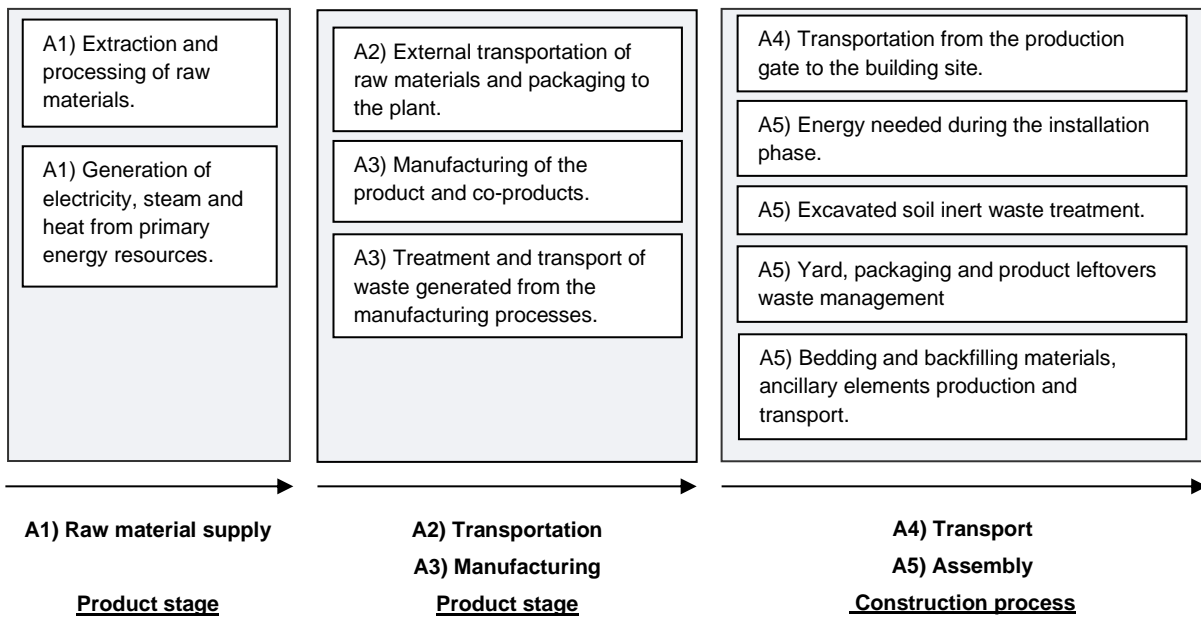 A1) Extraction and
processing of raw
materials.
A1) Generation of
electricity, steam and
heat from primary
energy resources.
A2) External transportation of
raw materials and packaging to
the plant.
A3) Manufacturing of the
product and co-products.
A3) Treatment and transport of
waste generated from the
manufacturing processes.
A4) Transportation from the production
gate to the building site.
A5) Energy needed during the installation
phase.
A5) Excavated soil inert waste treatment.
A5) Yard, packaging and product leftovers
waste management
A5) Bedding and backfilling materials,
ancillary elements production and
transport.
A1) Raw material supply
Product stage
A2) Transportation
A3) Manufacturing
Product stage
A4) Transport
A5) Assembly
Construction process